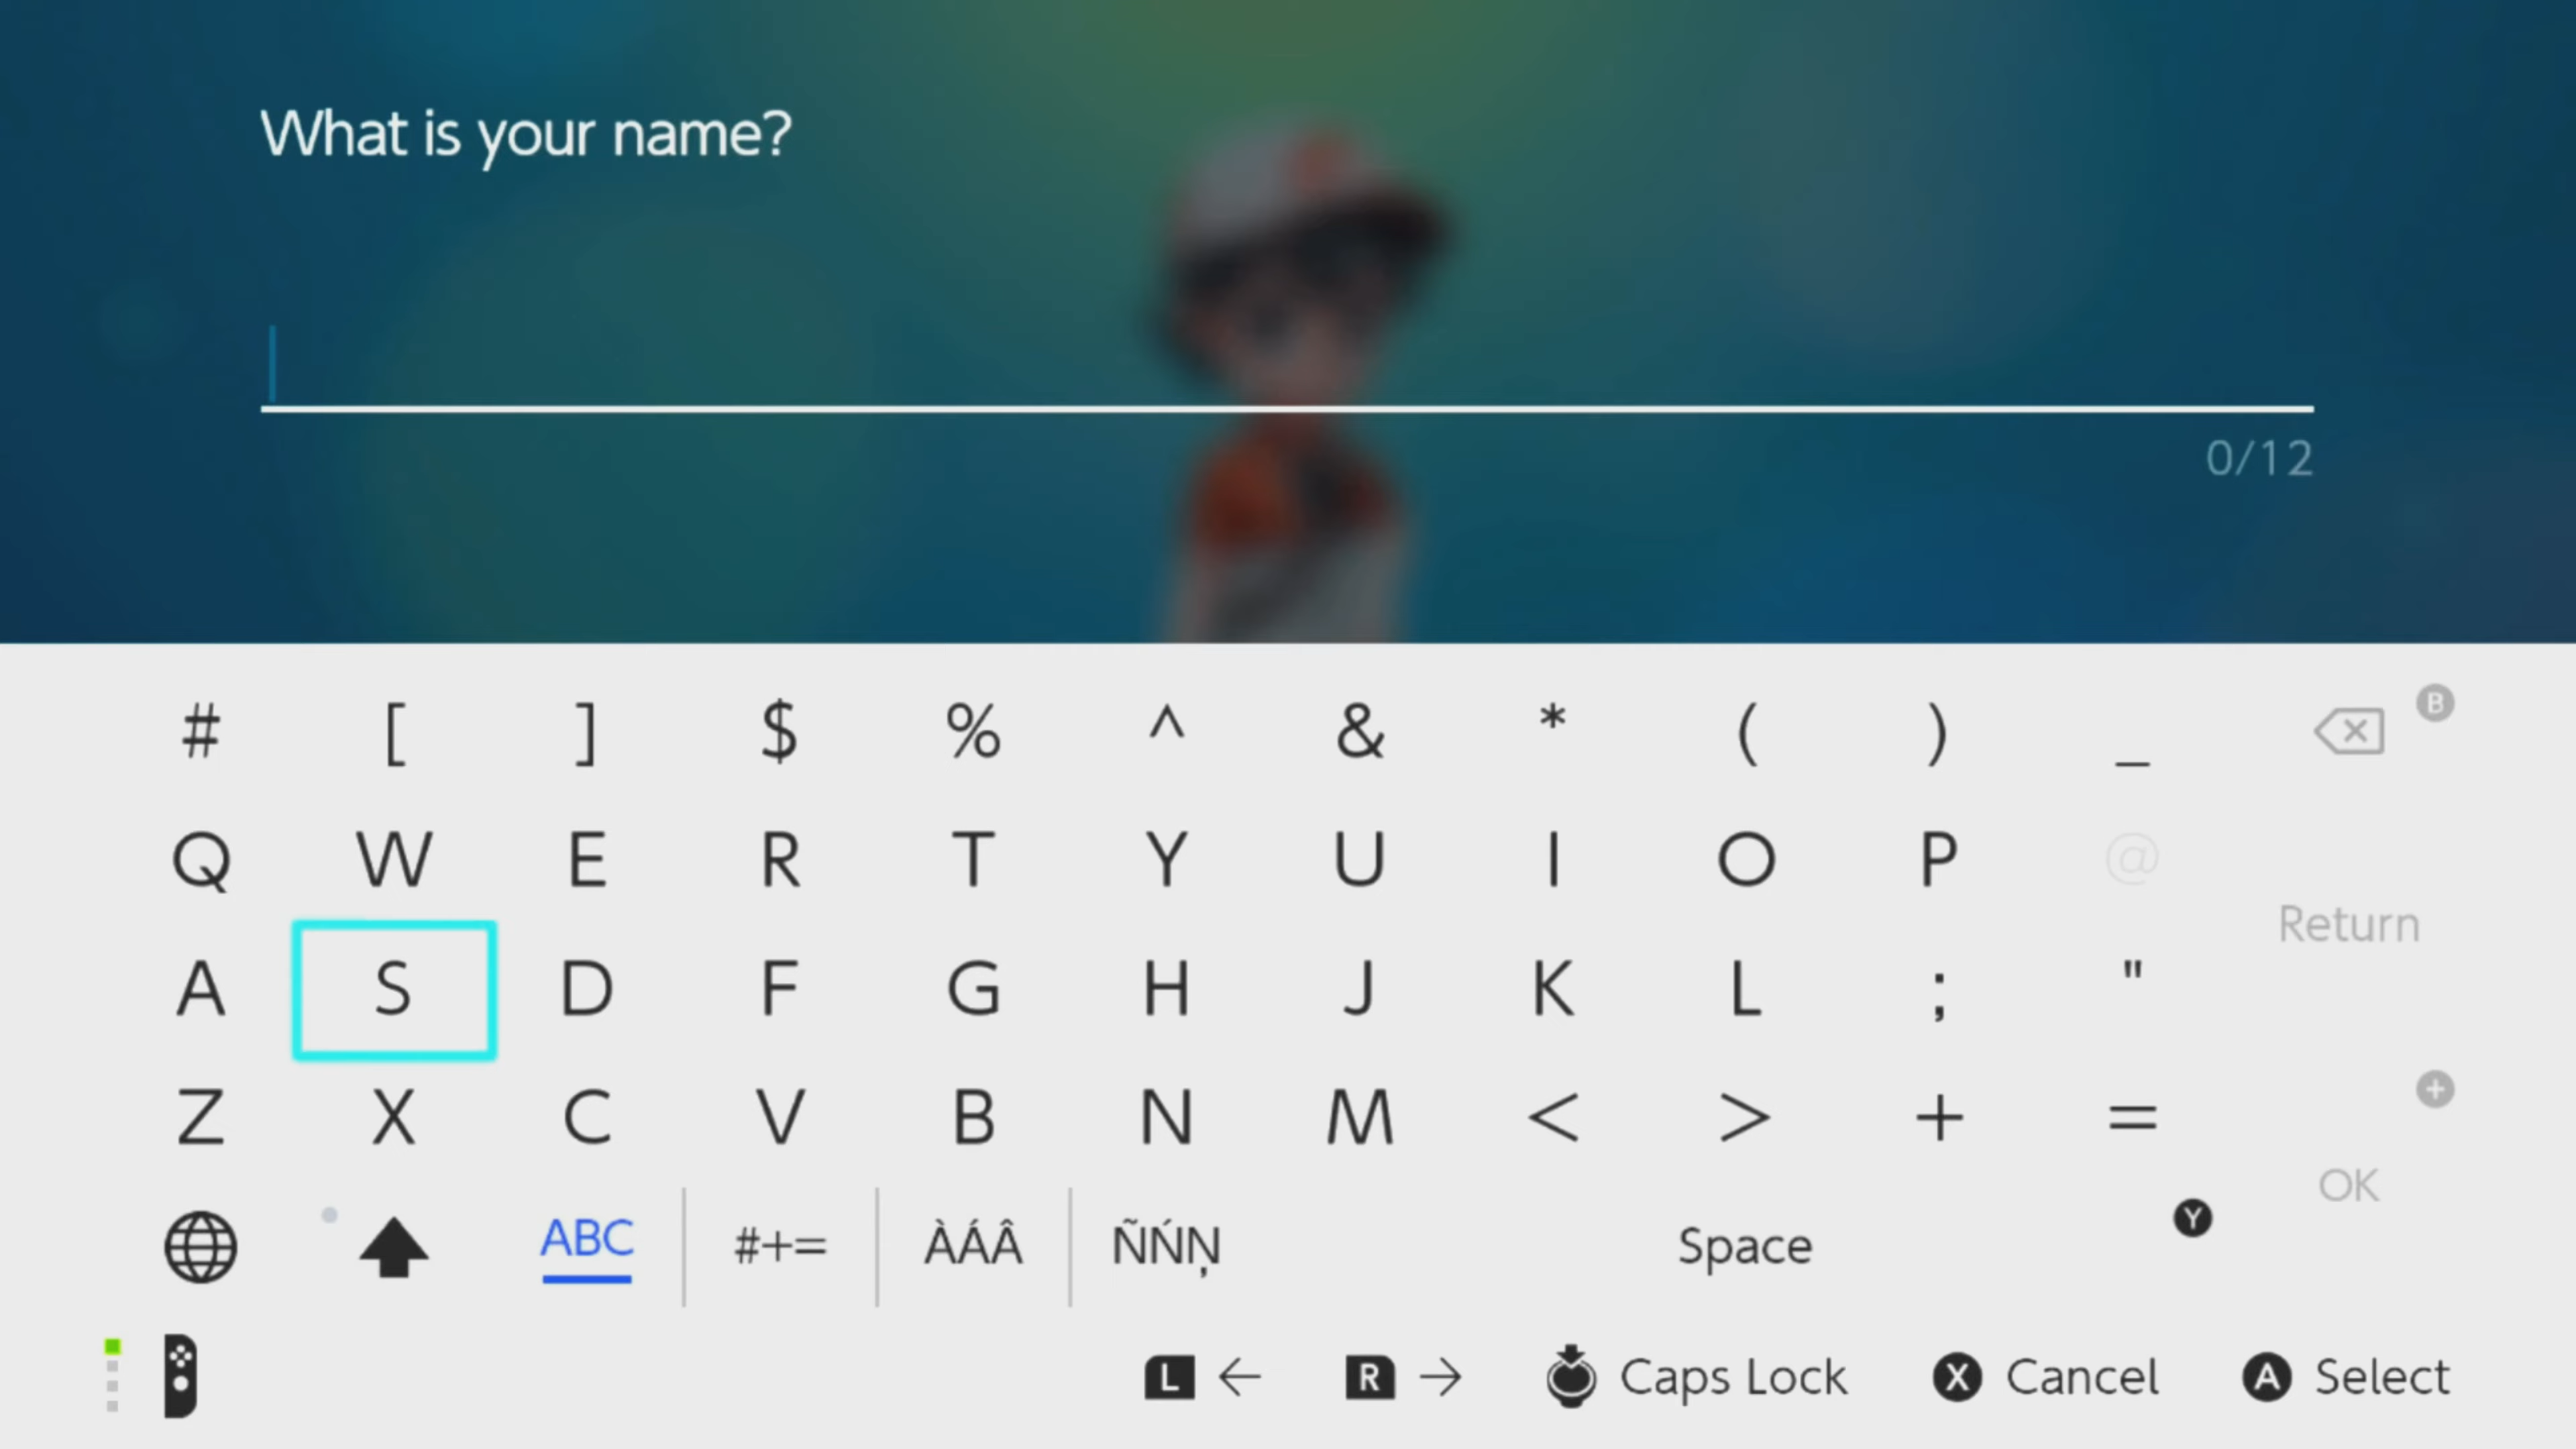 What is your name?
0/12
# [ ] $ % ^ & * ( ) _ B
Q W E R T Y U I O P @
Return
A S D F G H J K L ; "
Z X C V B N M < > + = +
OK
ABC #+= ÀÁÂ ÑŃŅ Space Y
L ← R → Caps Lock X Cancel A Select